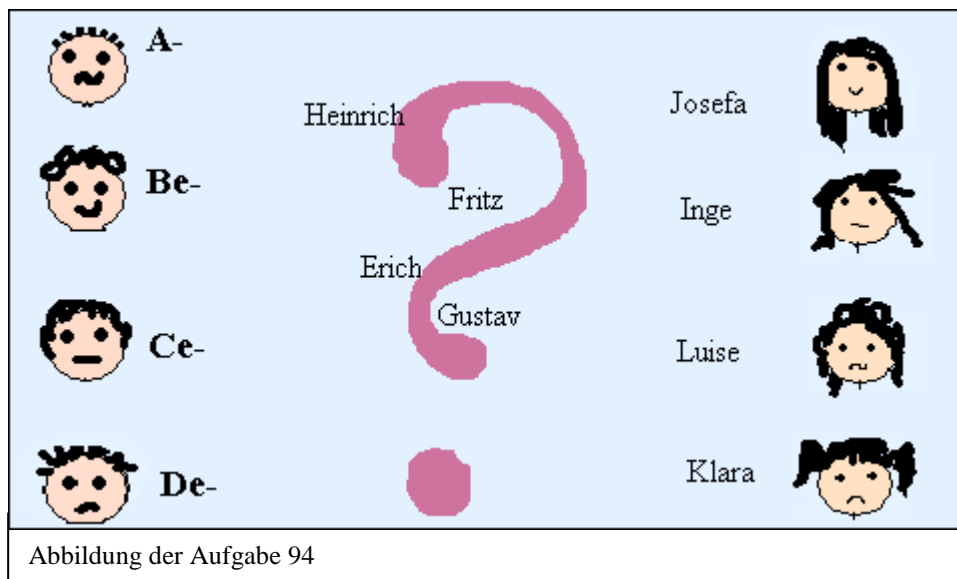 A-
Heinrich
Josefa
Be-
Fritz
Inge
Erich
Gustav
Ce-
Luise
De-
Klara
Abbildung der Aufgabe 94